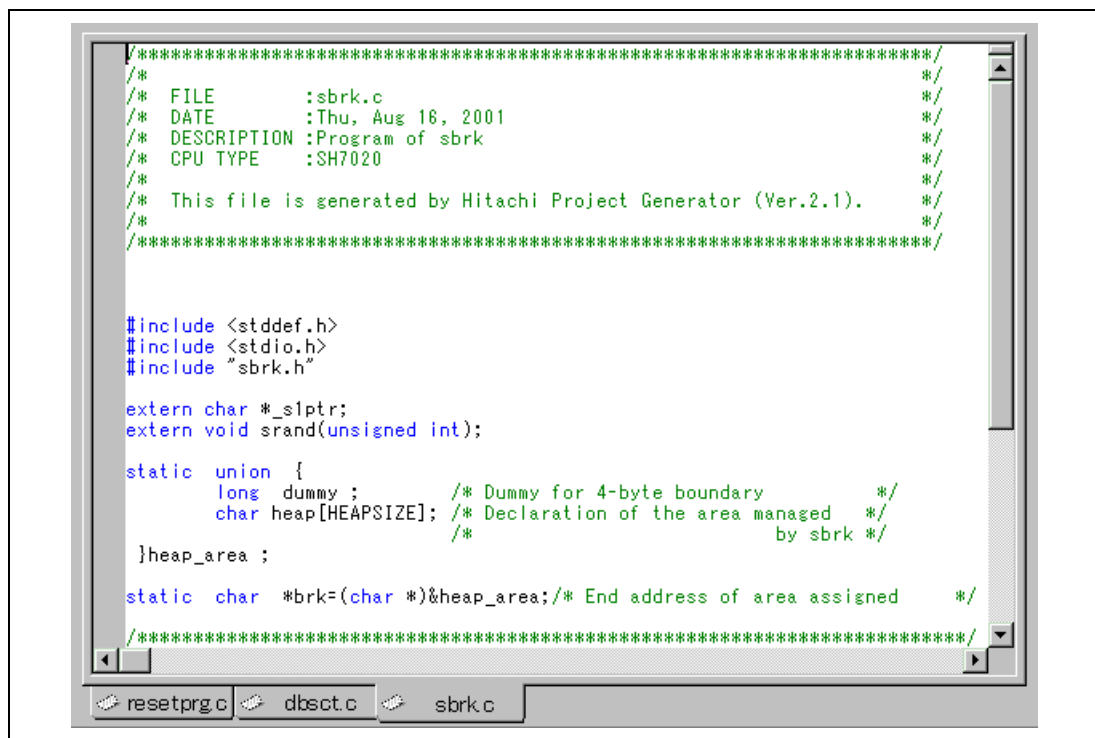 /***********************************************************************/
/*                                                                     */
/*  FILE        :sbrk.c                                                */
/*  DATE        :Thu, Aug 16, 2001                                     */
/*  DESCRIPTION :Program of sbrk                                       */
/*  CPU TYPE    :SH7020                                                */
/*                                                                     */
/*  This file is generated by Hitachi Project Generator (Ver.2.1).     */
/*                                                                     */
/***********************************************************************/
#include <stddef.h>
#include <stdio.h>
#include "sbrk.h"
extern char *_s1ptr;
extern void srand(unsigned int);
static  union  {
        long  dummy ;        /* Dummy for 4-byte boundary          */
        char heap[HEAPSIZE]; /* Declaration of the area managed   */
                             /*                           by sbrk */
 }heap_area ;
static  char  *brk=(char *)&heap_area;/* End address of area assigned     */
/**************************************************************************/
resetprg.c dbsct.c sbrk.c